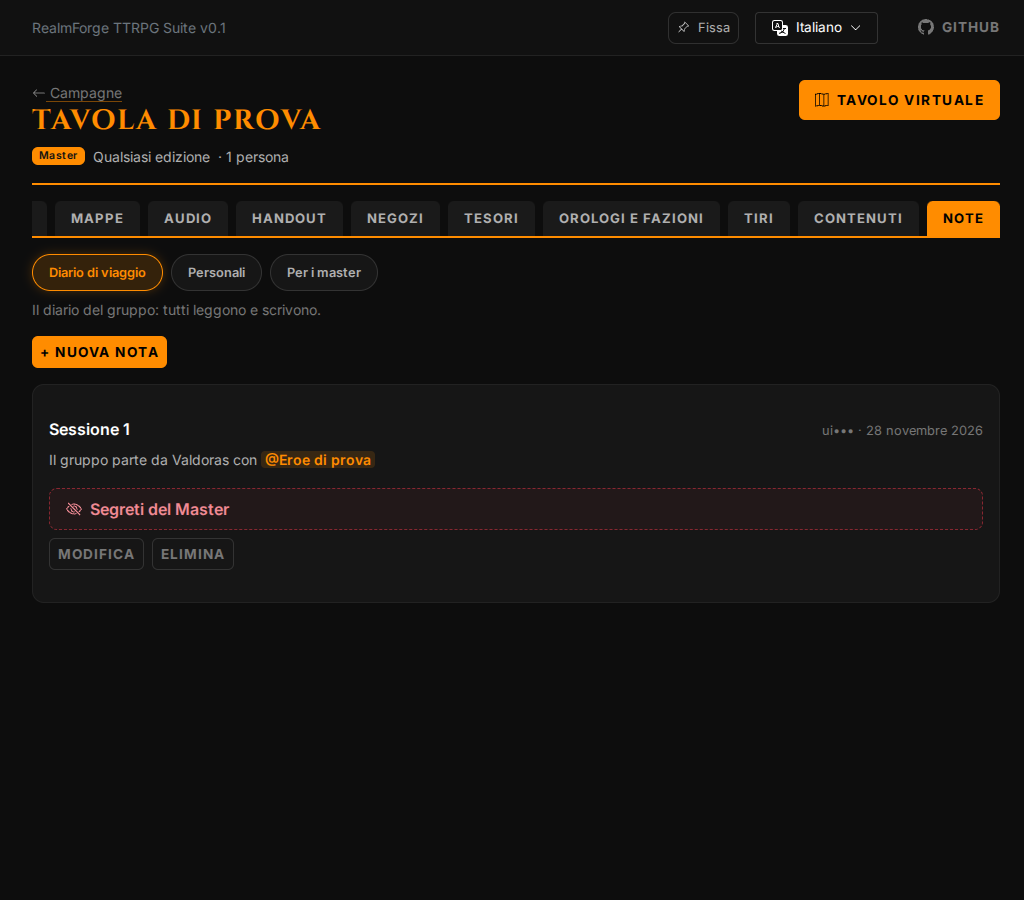 RealmForge TTRPG Suite v0.1
Fissa
Italiano
GITHUB
← Campagne
TAVOLA DI PROVA
TAVOLO VIRTUALE
Master Qualsiasi edizione · 1 persona
MAPPE AUDIO HANDOUT NEGOZI TESORI OROLOGI E FAZIONI TIRI CONTENUTI NOTE
Diario di viaggio Personali Per i master
Il diario del gruppo: tutti leggono e scrivono.
+ NUOVA NOTA
Sessione 1
ui••• · 28 novembre 2026
Il gruppo parte da Valdoras con @Eroe di prova
Segreti del Master
MODIFICA ELIMINA